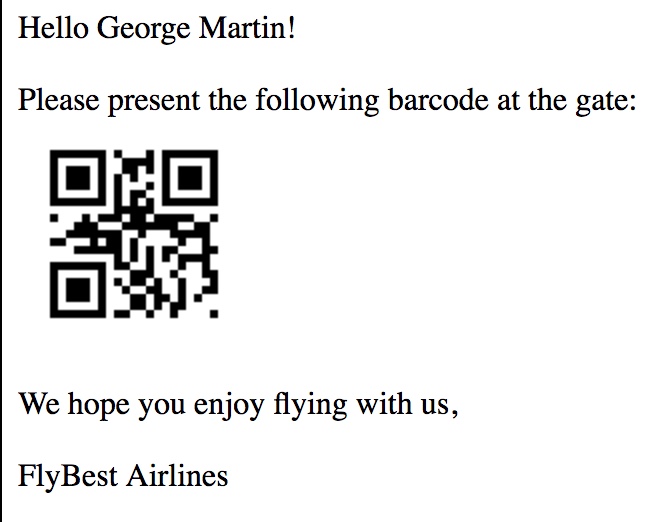 Hello George Martin!
Please present the following barcode at the gate:
We hope you enjoy flying with us,
FlyBest Airlines